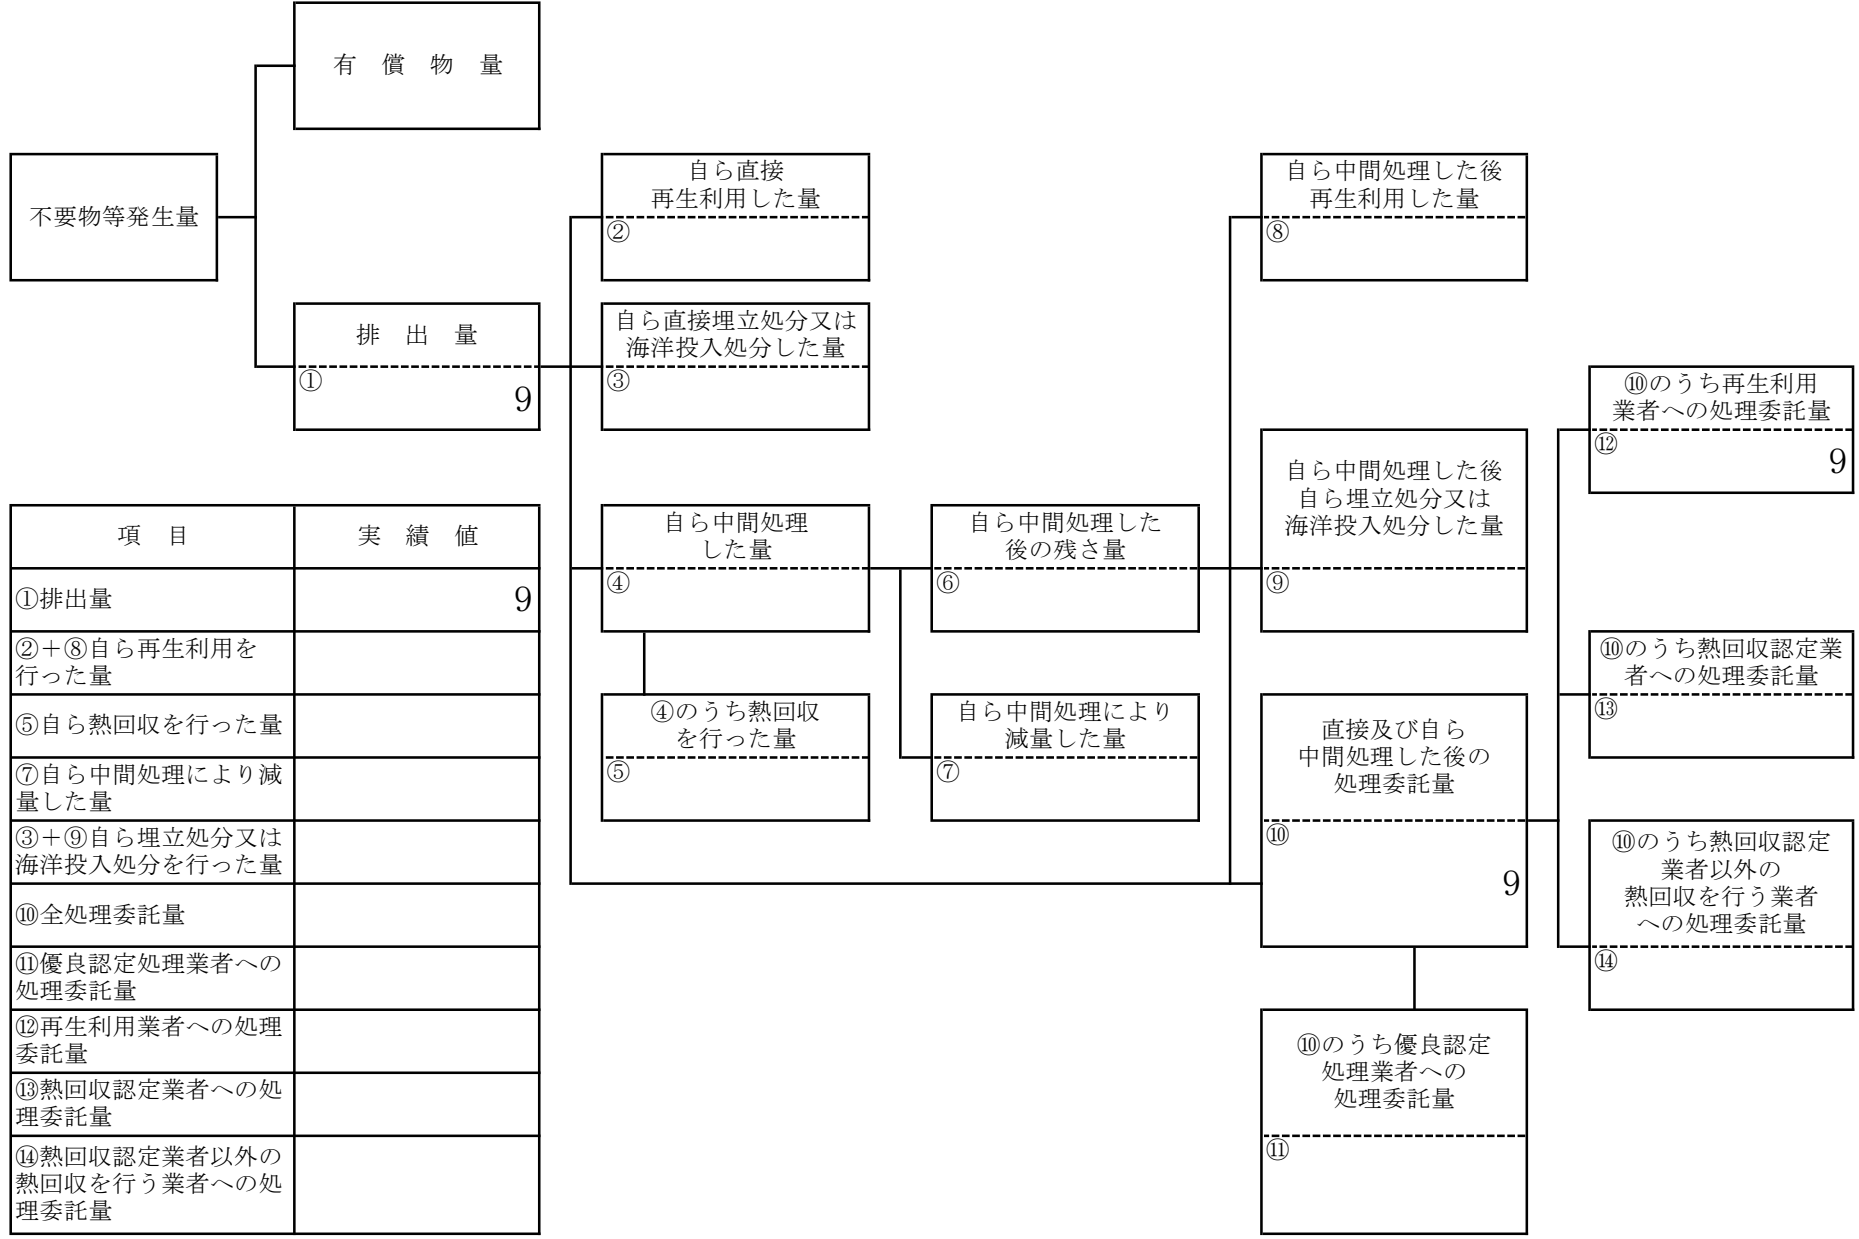 有 償 物 量
不要物等発生量
排 出 量
①
9
自ら直接
再生利用した量
②
自ら直接埋立処分又は
海洋投入処分した量
③
自ら中間処理
した量
④
④のうち熱回収
を行った量
⑤
自ら中間処理した
後の残さ量
⑥
自ら中間処理により
減量した量
⑦
自ら中間処理した後
再生利用した量
⑧
自ら中間処理した後
自ら埋立処分又は
海洋投入処分した量
⑨
直接及び自ら
中間処理した後の
処理委託量
⑩
9
⑩のうち優良認定
処理業者への
処理委託量
⑪
⑩のうち再生利用
業者への処理委託量
⑫
9
⑩のうち熱回収認定業
者への処理委託量
⑬
⑩のうち熱回収認定
業者以外の
熱回収を行う業者
への処理委託量
⑭
項 目 実 績 値
①排出量 9
②+⑧自ら再生利用を
行った量
⑤自ら熱回収を行った量
⑦自ら中間処理により減
量した量
③+⑨自ら埋立処分又は
海洋投入処分を行った量
⑩全処理委託量
⑪優良認定処理業者への
処理委託量
⑫再生利用業者への処理
委託量
⑬熱回収認定業者への処
理委託量
⑭熱回収認定業者以外の
熱回収を行う業者への処
理委託量